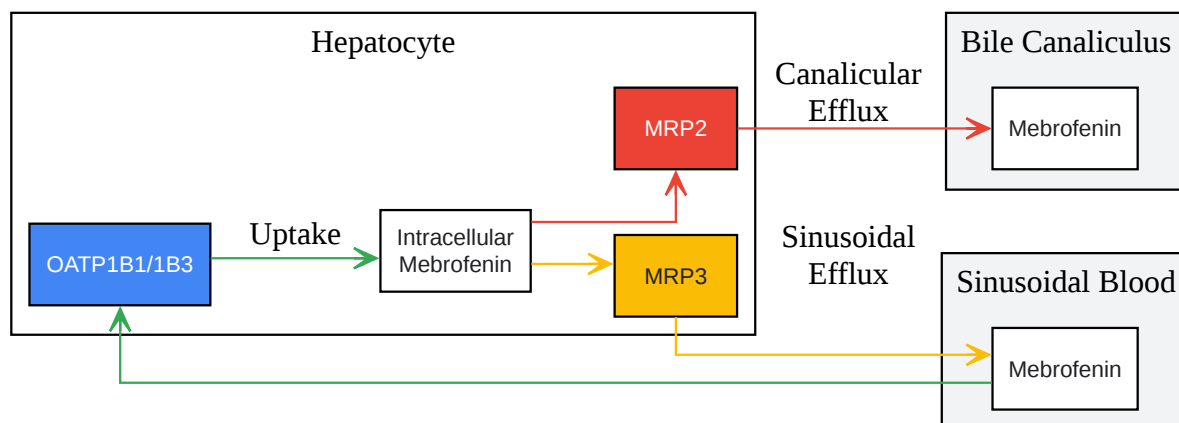 Hepatocyte
Bile Canaliculus
Canalicular
Efflux
MRP2
Mebrofenin
OATP1B1/1B3
Uptake
Intracellular
Mebrofenin
MRP3
Sinusoidal
Efflux
Sinusoidal Blood
Mebrofenin